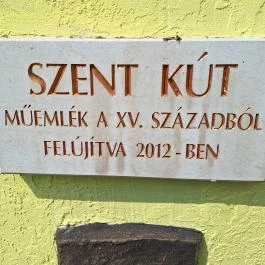 SZENT KÚT
MŰEMLÉK A XV. SZÁZADBÓL
FELÚJÍTVA 2012-BEN